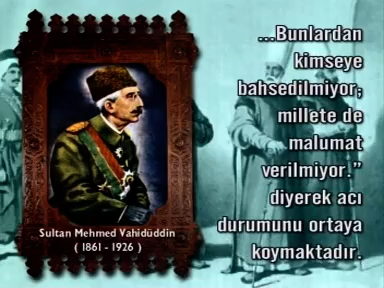 ...Bunlardan
kimseye
bahsedilmiyor;
millete de
malumat
verilmiyor.”
diyerek acı
durumunu ortaya
koymaktadır.
Sultan Mehmed Vahidüddin
( 1861 - 1926 )